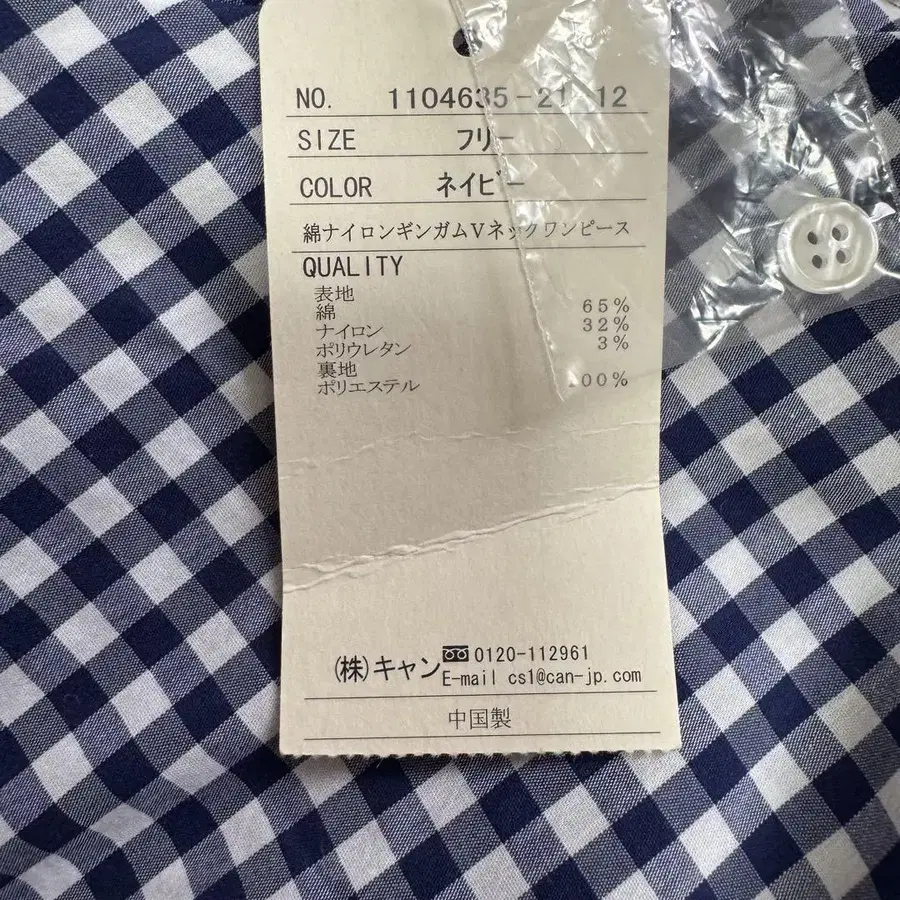 NO. 1104635-21 12
SIZE フリー
COLOR ネイビー
綿ナイロンギンガムVネックワンピース
QUALITY
表地
綿 65%
ナイロン 32%
ポリウレタン 3%
裏地
ポリエステル 100%
(株)キャン 0120-112961
E-mail cs1@can-jp.com
中国製